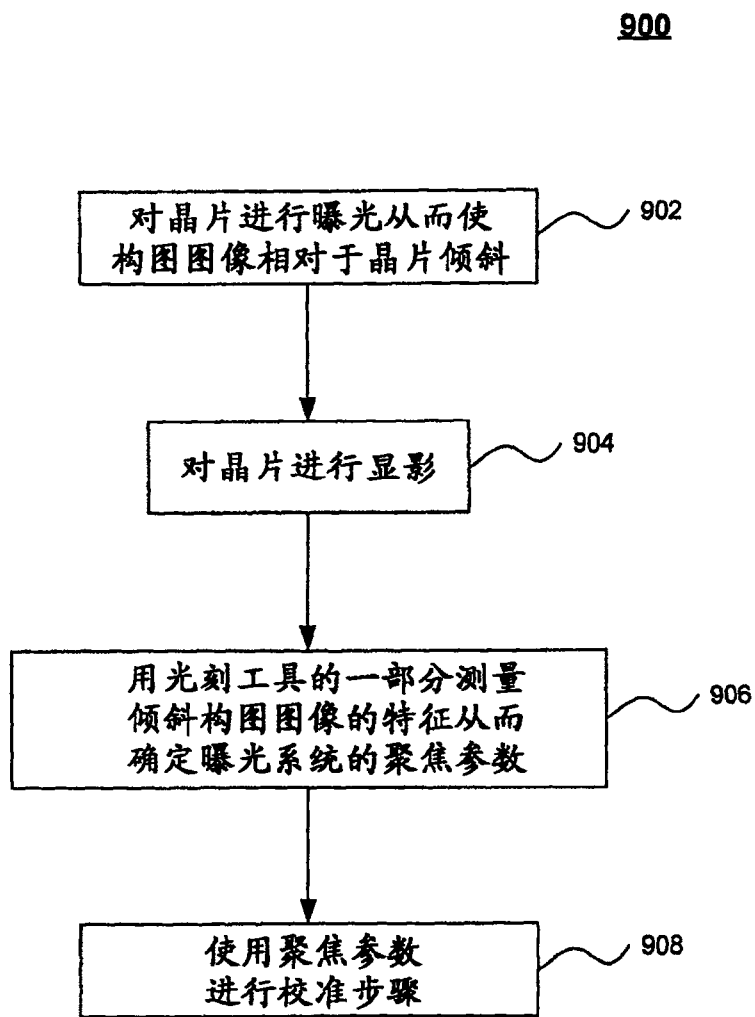 900
对晶片进行曝光从而使
构图图像相对于晶片倾斜
902
对晶片进行显影
904
用光刻工具的一部分测量
倾斜构图图像的特征从而
确定曝光系统的聚焦参数
906
使用聚焦参数
进行校准步骤
908